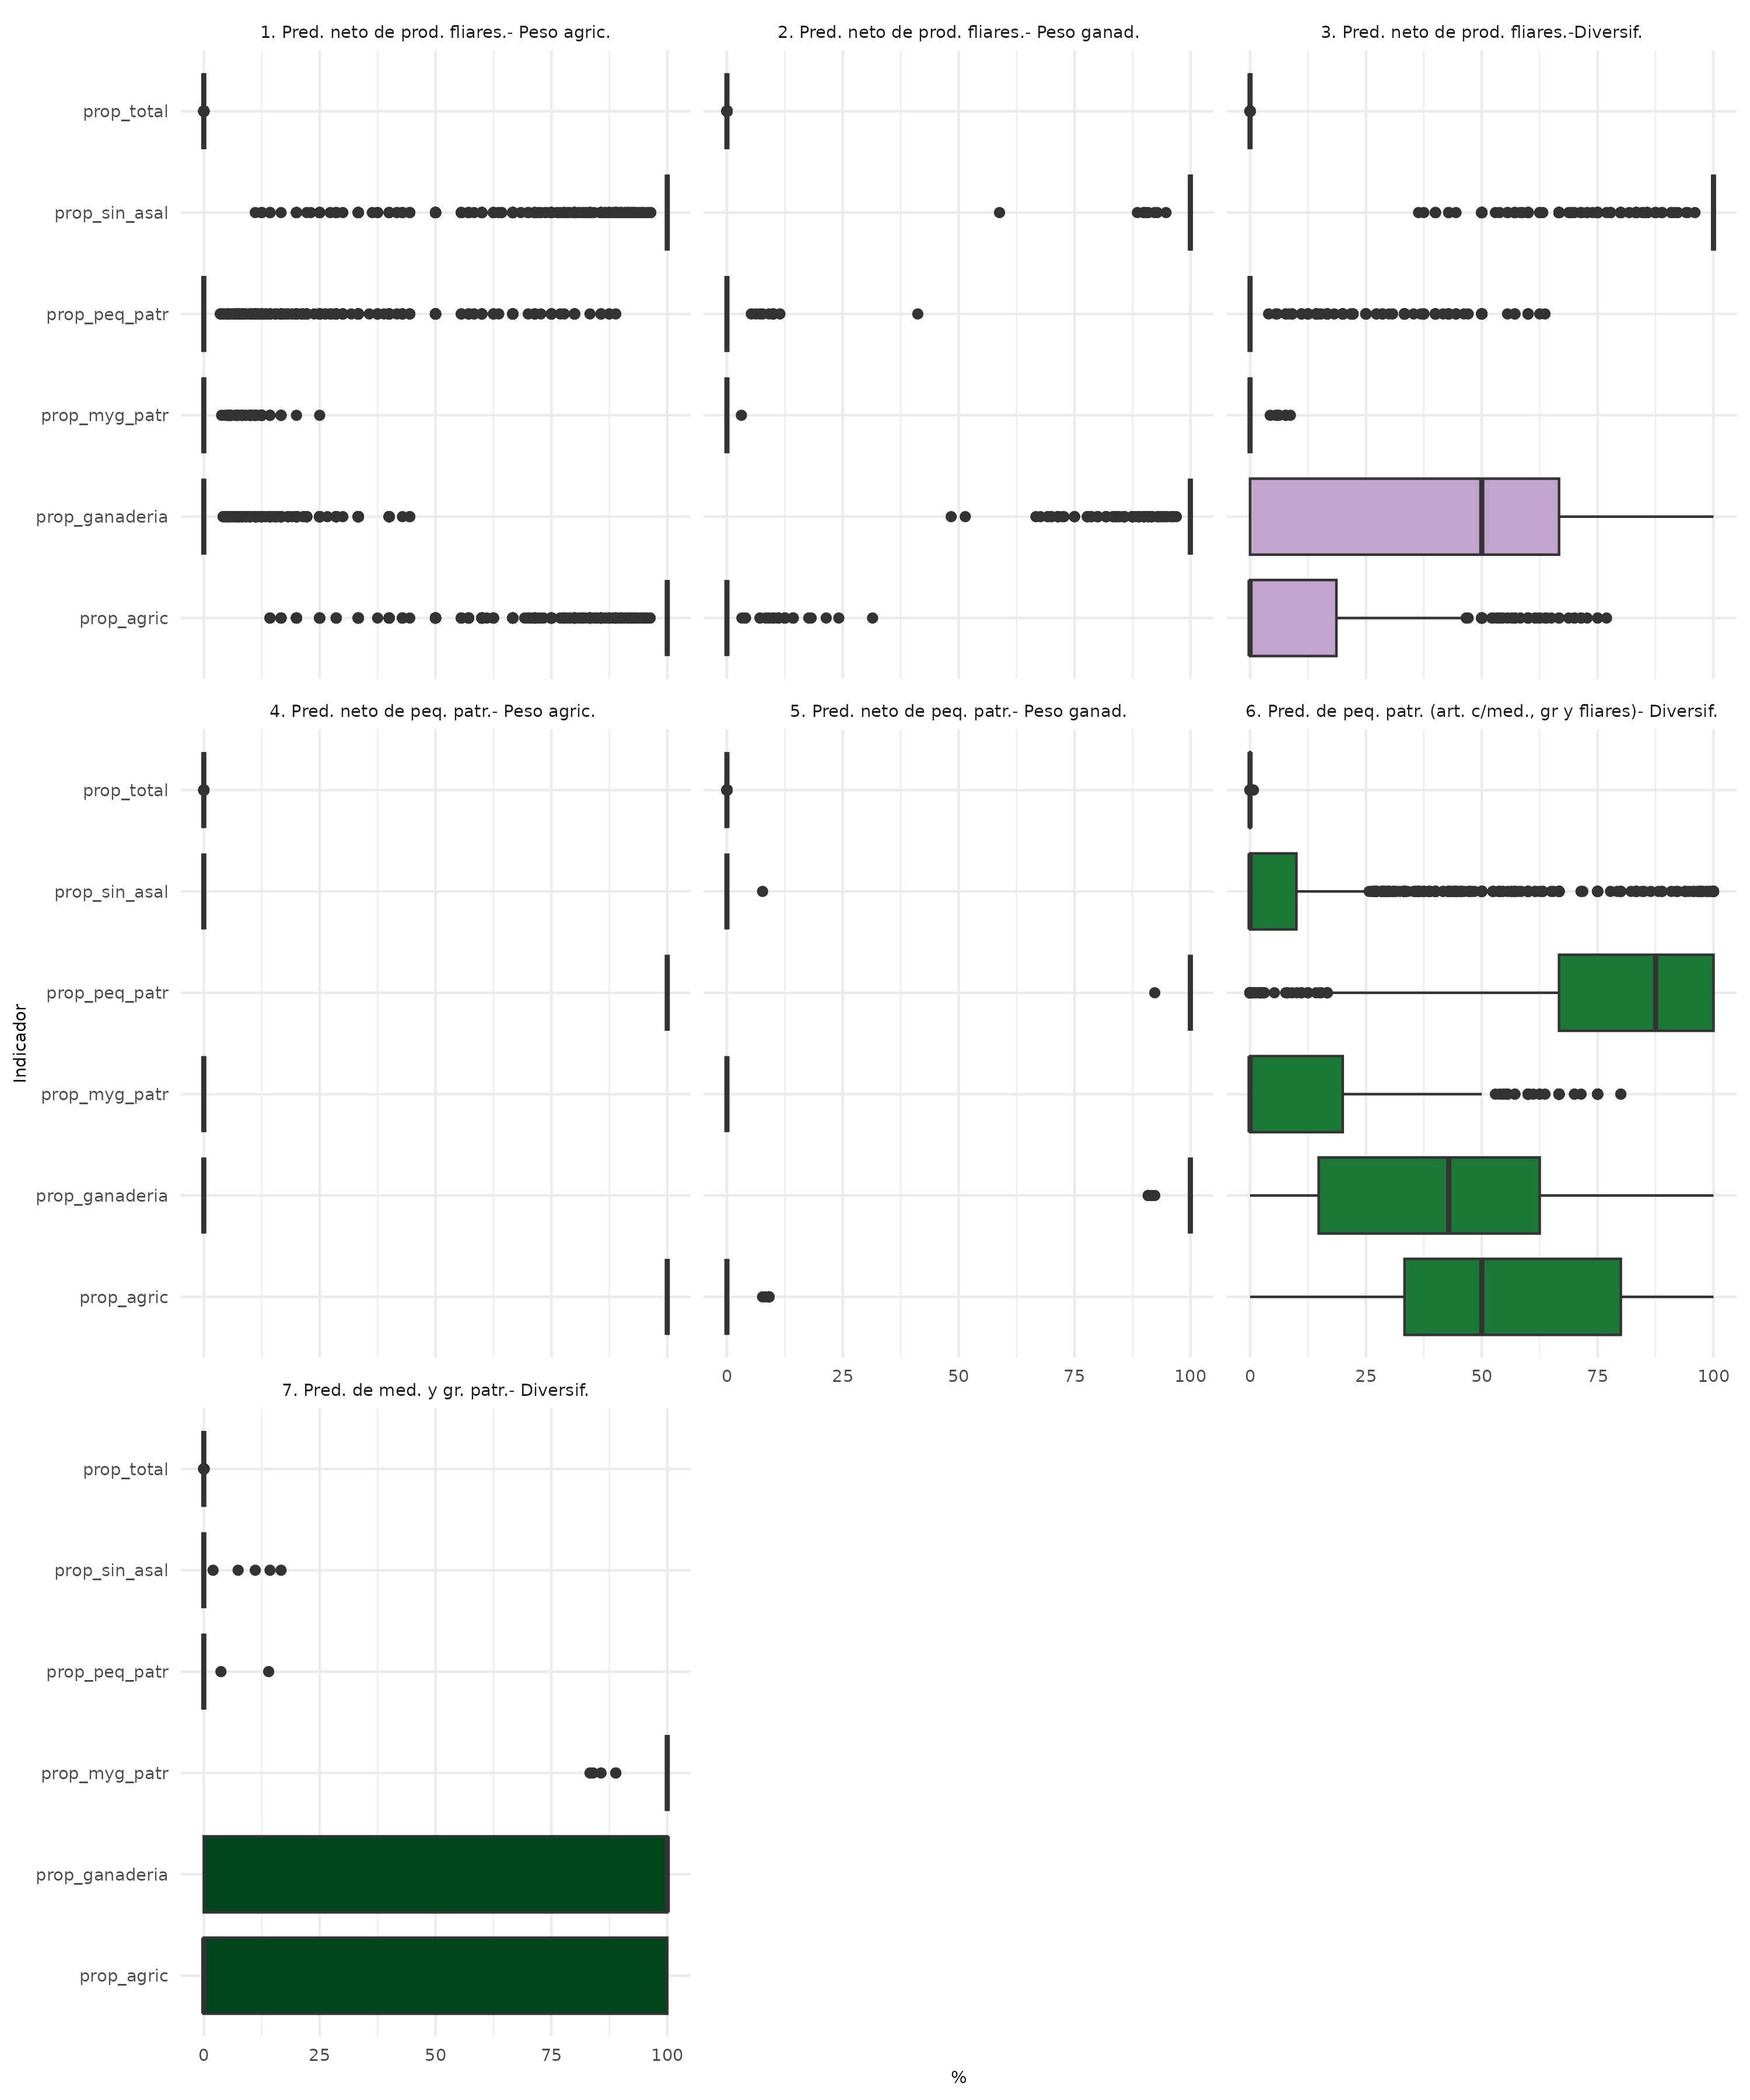 1. Pred. neto de prod. fliares.- Peso agric.
2. Pred. neto de prod. fliares.- Peso ganad.
3. Pred. neto de prod. fliares.-Diversif.
prop_total
prop_sin_asal
prop_peq_patr
prop_myg_patr
prop_ganaderia
prop_agric
4. Pred. neto de peq. patr.- Peso agric.
5. Pred. neto de peq. patr.- Peso ganad.
6. Pred. de peq. patr. (art. c/med., gr y fliares)- Diversif.
prop_total
prop_sin_asal
prop_peq_patr
prop_myg_patr
prop_ganaderia
prop_agric
Indicador
0 25 50 75 100
0 25 50 75 100
7. Pred. de med. y gr. patr.- Diversif.
prop_total
prop_sin_asal
prop_peq_patr
prop_myg_patr
prop_ganaderia
prop_agric
0 25 50 75 100
%